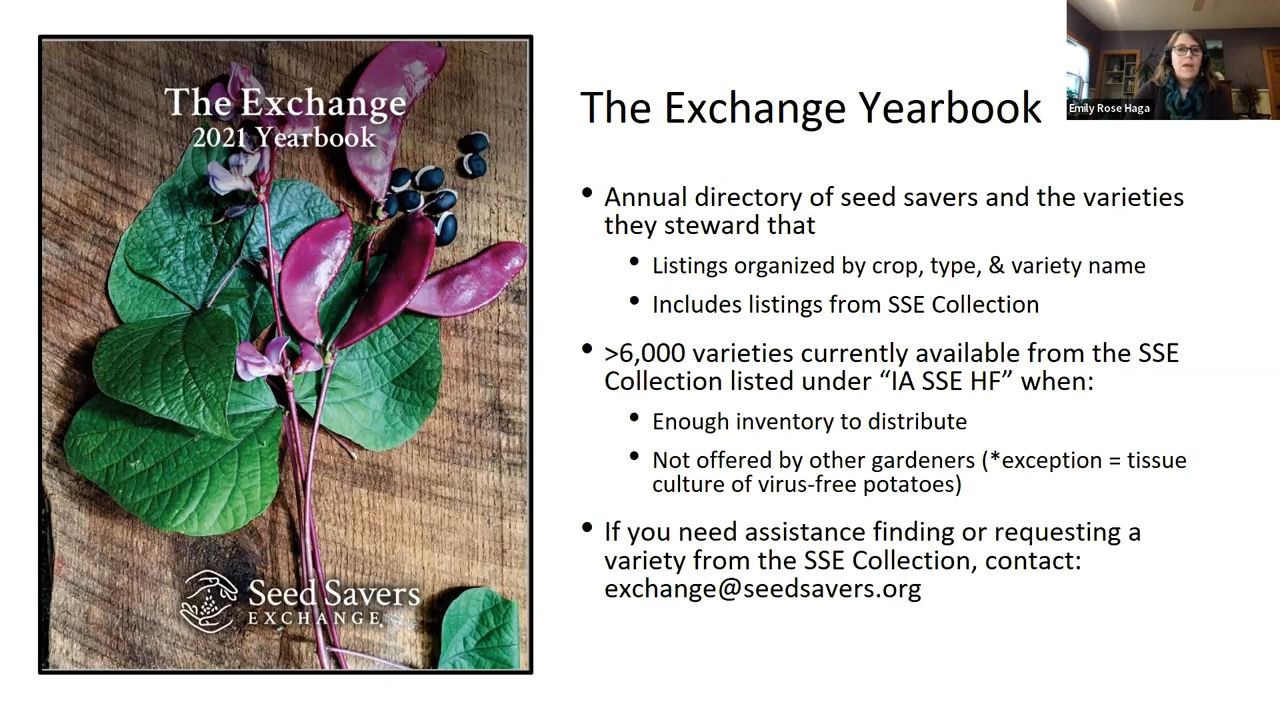 The Exchange
2021 Yearbook
Seed Savers
EXCHANGE
The Exchange Yearbook
Emily Rose Haga
• Annual directory of seed savers and the varieties
they steward that
• Listings organized by crop, type, & variety name
• Includes listings from SSE Collection
• >6,000 varieties currently available from the SSE
Collection listed under “IA SSE HF” when:
• Enough inventory to distribute
• Not offered by other gardeners (*exception = tissue
culture of virus-free potatoes)
• If you need assistance finding or requesting a
variety from the SSE Collection, contact:
exchange@seedsavers.org